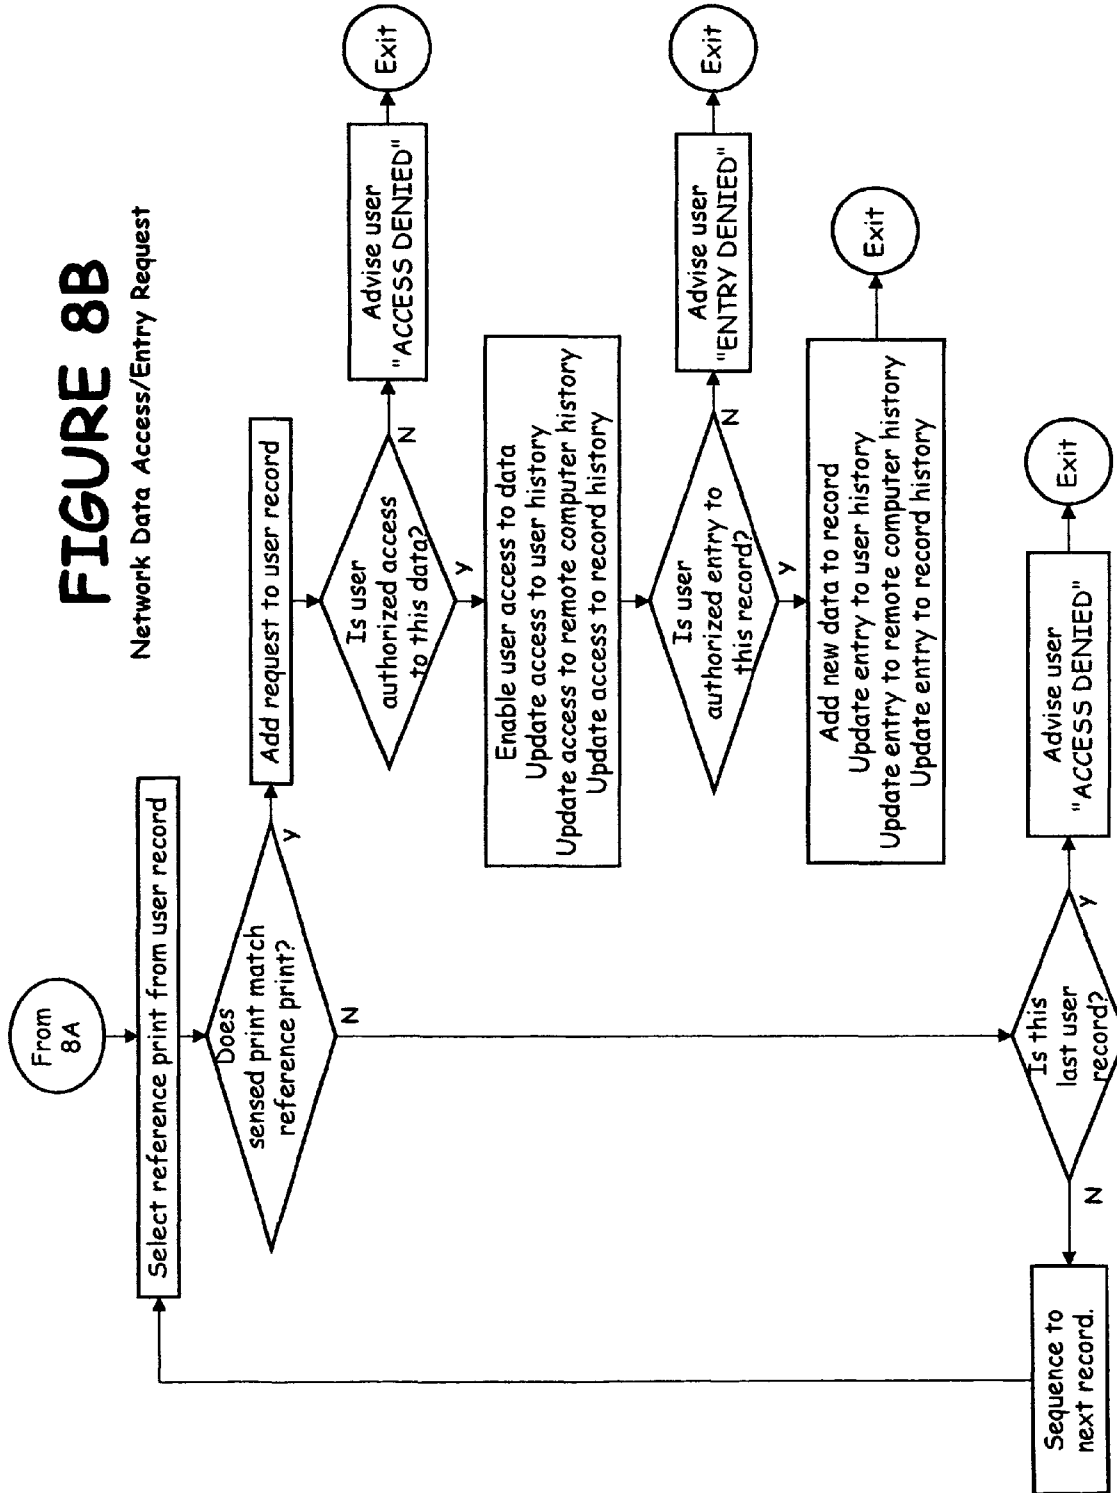 FIGURE 8B
Network Data Access/Entry Request
From
8A
Select reference print from user record
Does
sensed print match
reference print?
Y
N
Add request to user record
Is user
authorized access
to this data?
N
Y
Advise user
"ACCESS DENIED"
Exit
Enable user access to data
Update access to user history
Update access to remote computer history
Update access to record history
Is user
authorized entry to
this record?
N
Y
Advise user
"ENTRY DENIED"
Exit
Add new data to record
Update entry to user history
Update entry to remote computer history
Update entry to record history
Exit
Is this
last user
record?
Y
N
Advise user
"ACCESS DENIED"
Exit
Sequence to
next record.